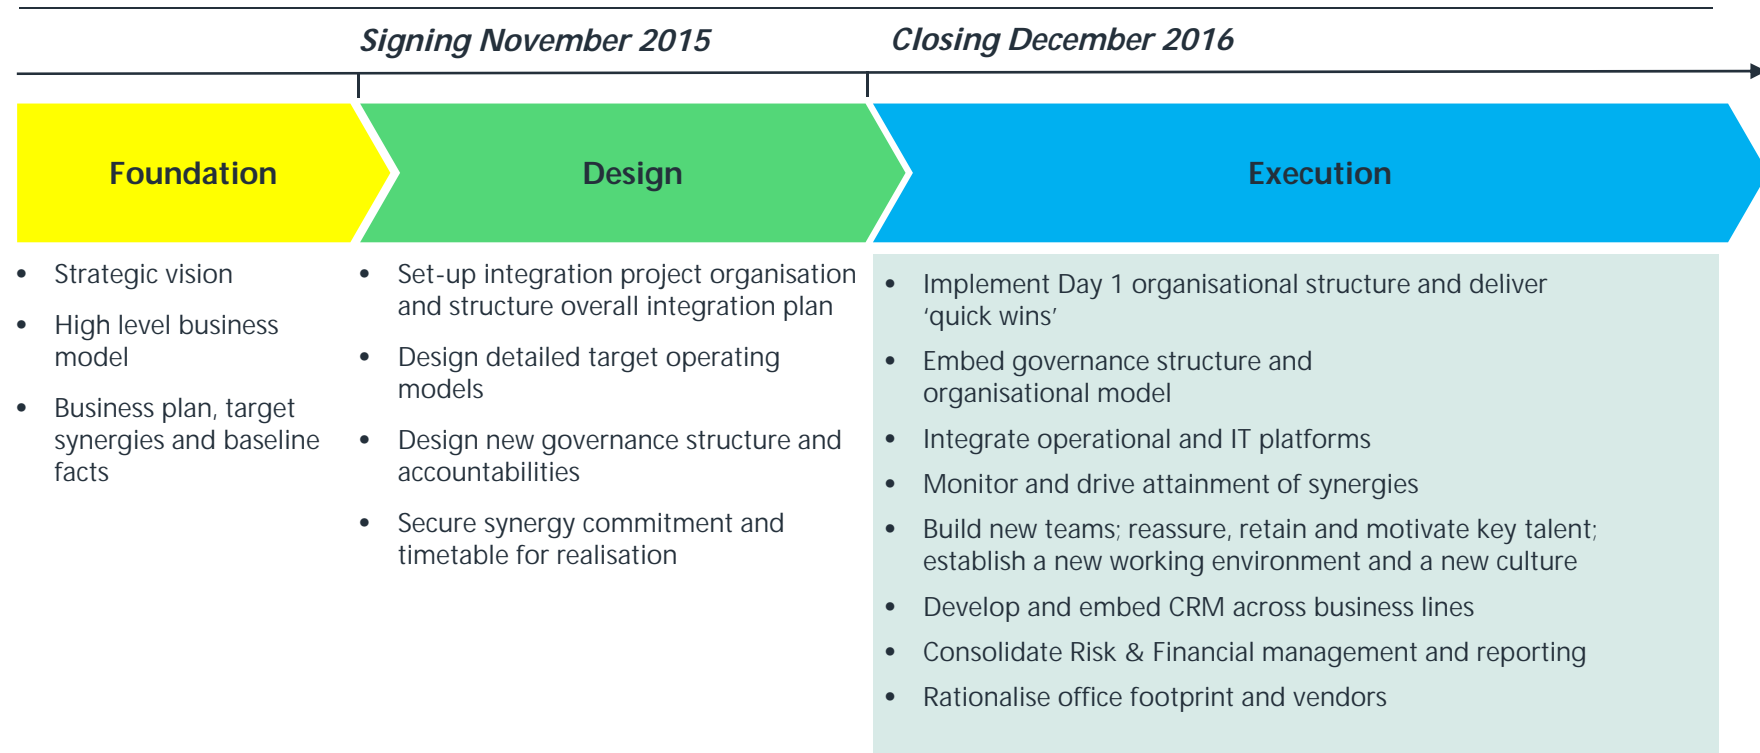 Signing November 2015
Closing December 2016
Foundation
Design
Execution
• Strategic vision
• High level business
model
• Business plan, target
synergies and baseline
facts
• Set-up integration project organisation
and structure overall integration plan
• Design detailed target operating
models
• Design new governance structure and
accountabilities
• Secure synergy commitment and
timetable for realisation
• Implement Day 1 organisational structure and deliver
‘quick wins’
• Embed governance structure and
organisational model
• Integrate operational and IT platforms
• Monitor and drive attainment of synergies
• Build new teams; reassure, retain and motivate key talent;
establish a new working environment and a new culture
• Develop and embed CRM across business lines
• Consolidate Risk & Financial management and reporting
• Rationalise office footprint and vendors